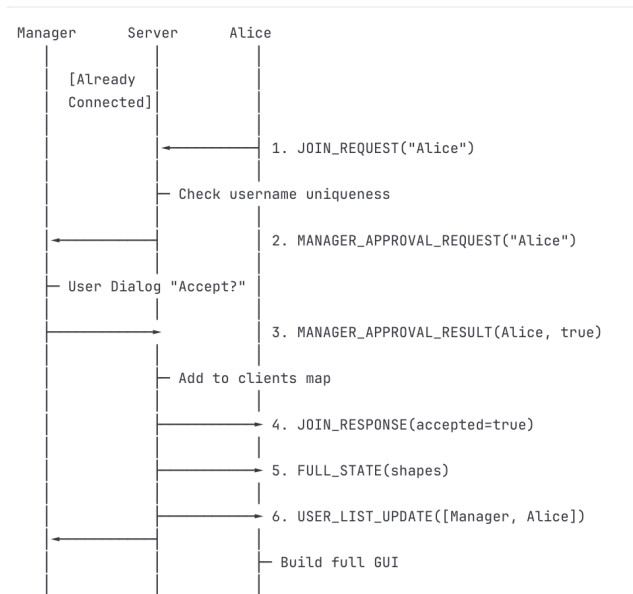 Manager Server Alice
[Already
Connected]
1. JOIN_REQUEST("Alice")
Check username uniqueness
2. MANAGER_APPROVAL_REQUEST("Alice")
User Dialog "Accept?"
3. MANAGER_APPROVAL_RESULT(Alice, true)
Add to clients map
4. JOIN_RESPONSE(accepted=true)
5. FULL_STATE(shapes)
6. USER_LIST_UPDATE([Manager, Alice])
Build full GUI